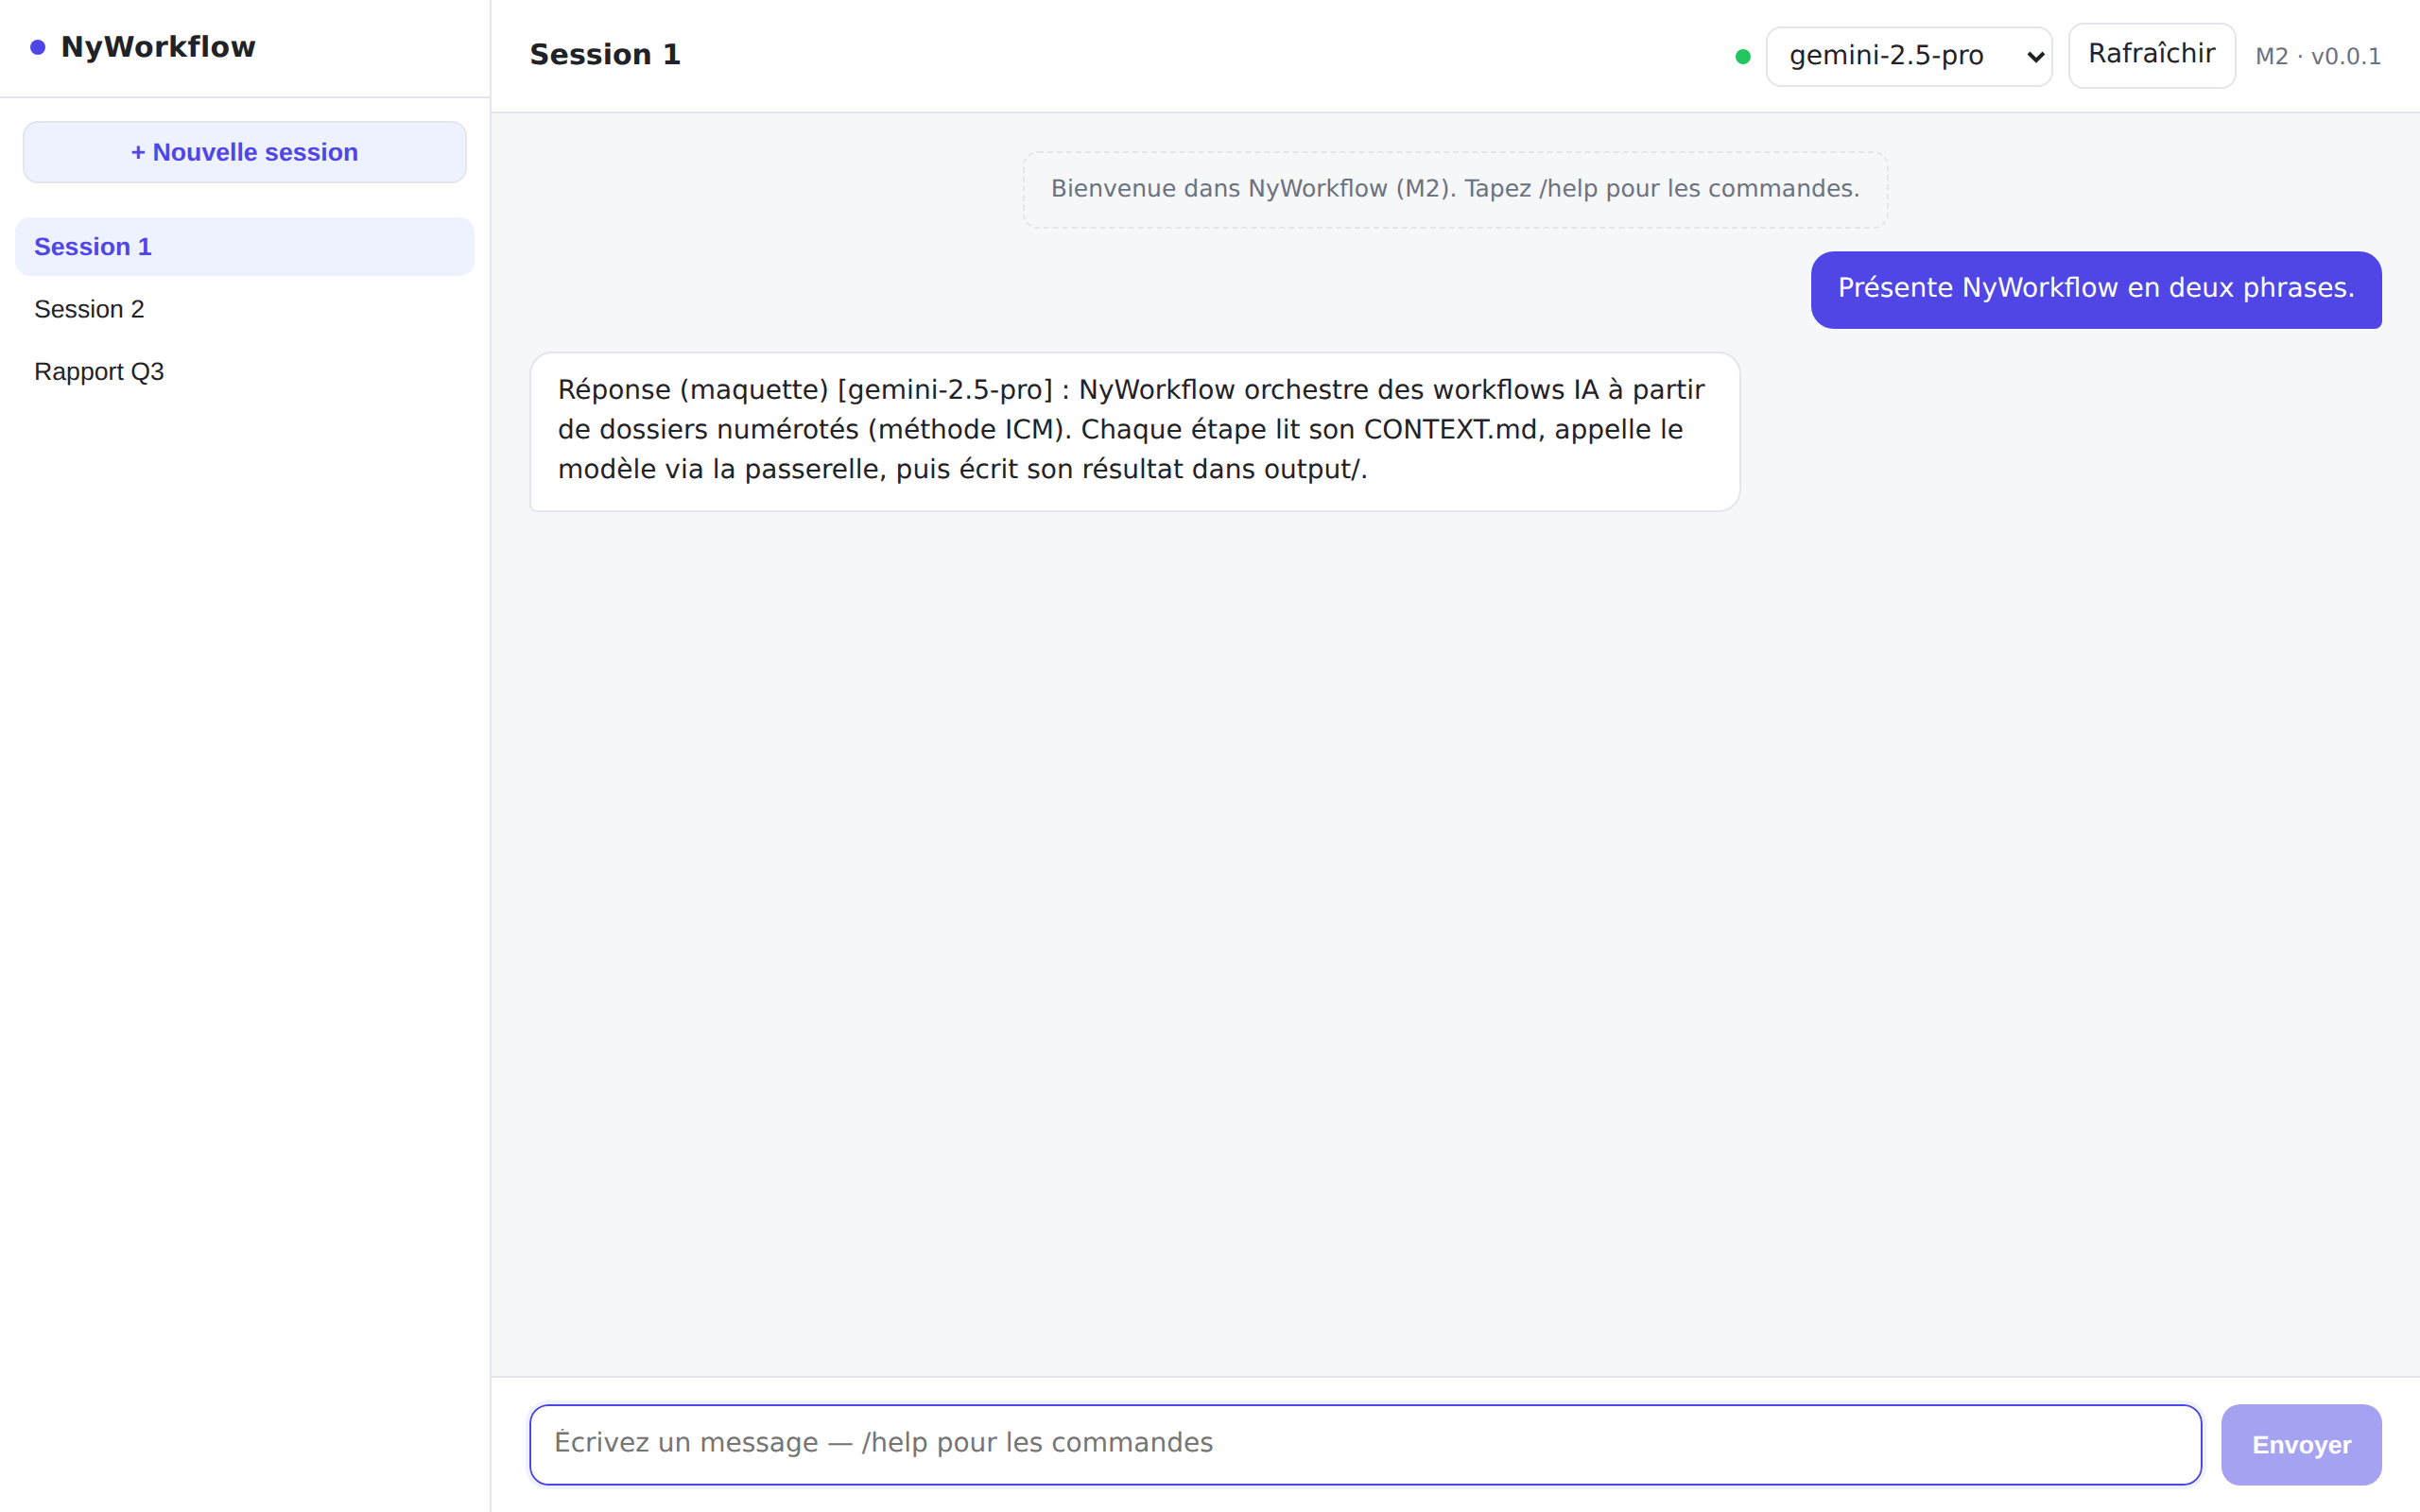 NyWorkflow
+ Nouvelle session
Session 1
Session 2
Rapport Q3
Session 1
gemini-2.5-pro
Rafraîchir
M2 · v0.0.1
Bienvenue dans NyWorkflow (M2). Tapez /help pour les commandes.
Présente NyWorkflow en deux phrases.
Réponse (maquette) [gemini-2.5-pro] : NyWorkflow orchestre des workflows IA à partir
de dossiers numérotés (méthode ICM). Chaque étape lit son CONTEXT.md, appelle le
modèle via la passerelle, puis écrit son résultat dans output/.
Écrivez un message — /help pour les commandes
Envoyer